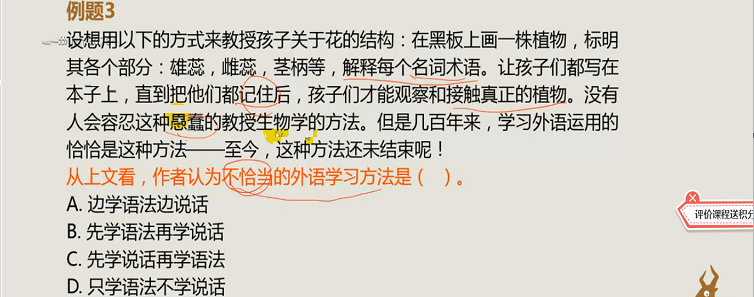 例题3
设想用以下的方式来教授孩子关于花的结构：在黑板上画一株植物，标明
其各个部分：雄蕊，雌蕊，茎柄等，解释每个名词术语。让孩子们都写在
本子上，直到把他们都记住后，孩子们才能观察和接触真正的植物。没有
人会容忍这种愚蠢的教授生物学的方法。但是几百年来，学习外语运用的
恰恰是这种方法——至今，这种方法还未结束呢！
从上文看，作者认为不恰当的外语学习方法是（ ）。
A. 边学语法边说话
B. 先学语法再学说话
C. 先学说话再学语法
D. 只学语法不学说话
评价课程送积分